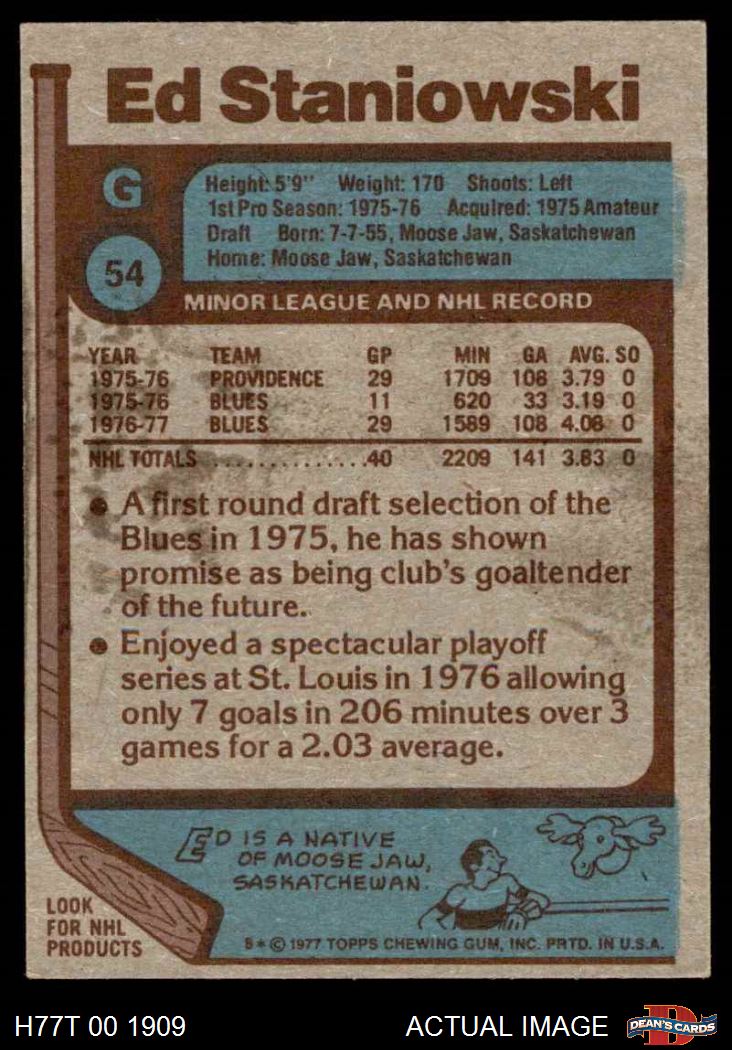 Ed Staniowski
G
54
Height: 5'9" Weight: 170 Shoots: Left
1st Pro Season: 1975-76 Acquired: 1975 Amateur
Draft Born: 7-7-55, Moose Jaw, Saskatchewan
Home: Moose Jaw, Saskatchewan
MINOR LEAGUE AND NHL RECORD
YEAR TEAM GP MIN GA AVG. SO
1975-76 PROVIDENCE 29 1709 108 3.79 0
1975-76 BLUES 11 620 33 3.19 0
1976-77 BLUES 29 1589 108 4.08 0
NHL TOTALS ..............40 2209 141 3.83 0
● A first round draft selection of the
Blues in 1975, he has shown
promise as being club's goaltender
of the future.
● Enjoyed a spectacular playoff
series at St. Louis in 1976 allowing
only 7 goals in 206 minutes over 3
games for a 2.03 average.
ED IS A NATIVE
OF MOOSE JAW,
SASKATCHEWAN.
LOOK
FOR NHL
PRODUCTS
B * © 1977 TOPPS CHEWING GUM, INC. PRTD. IN U.S.A.
H77T 00 1909
ACTUAL IMAGE
D
DEAN'S CARDS